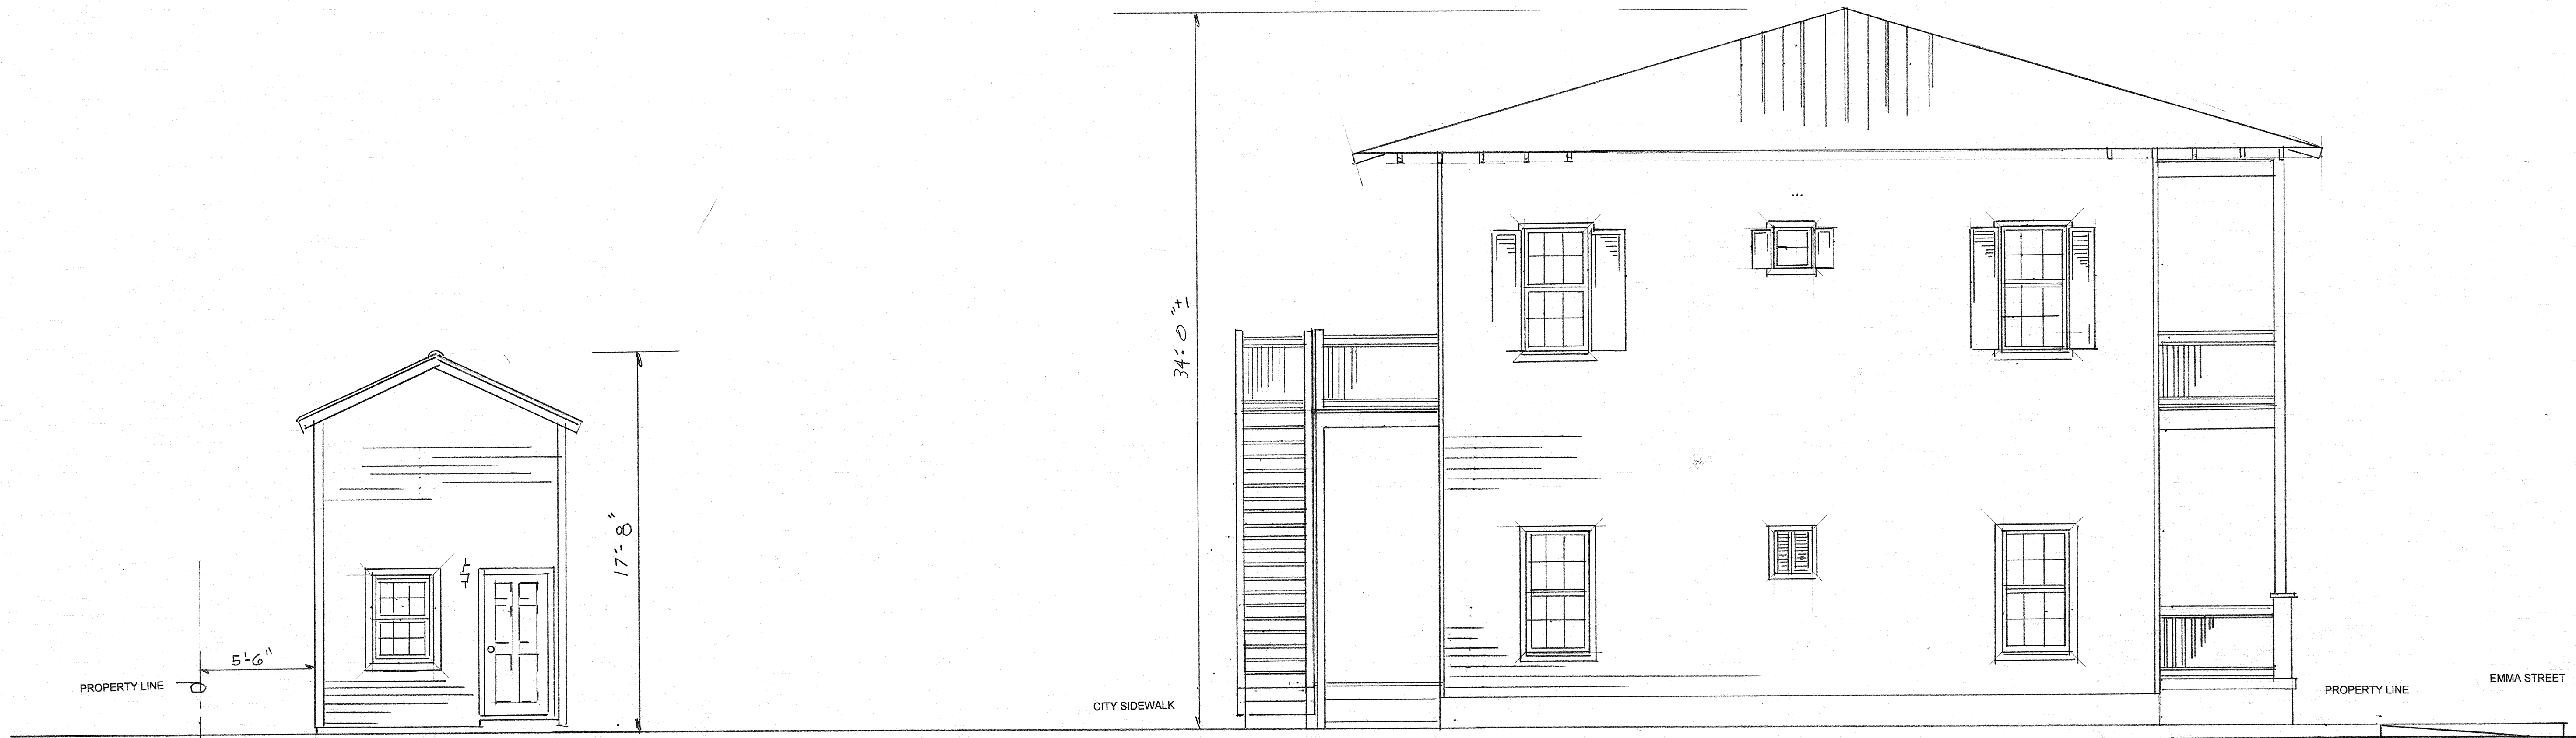 34'-0"±
17'-8"
5'-6"
PROPERTY LINE
CITY SIDEWALK
PROPERTY LINE
EMMA STREET